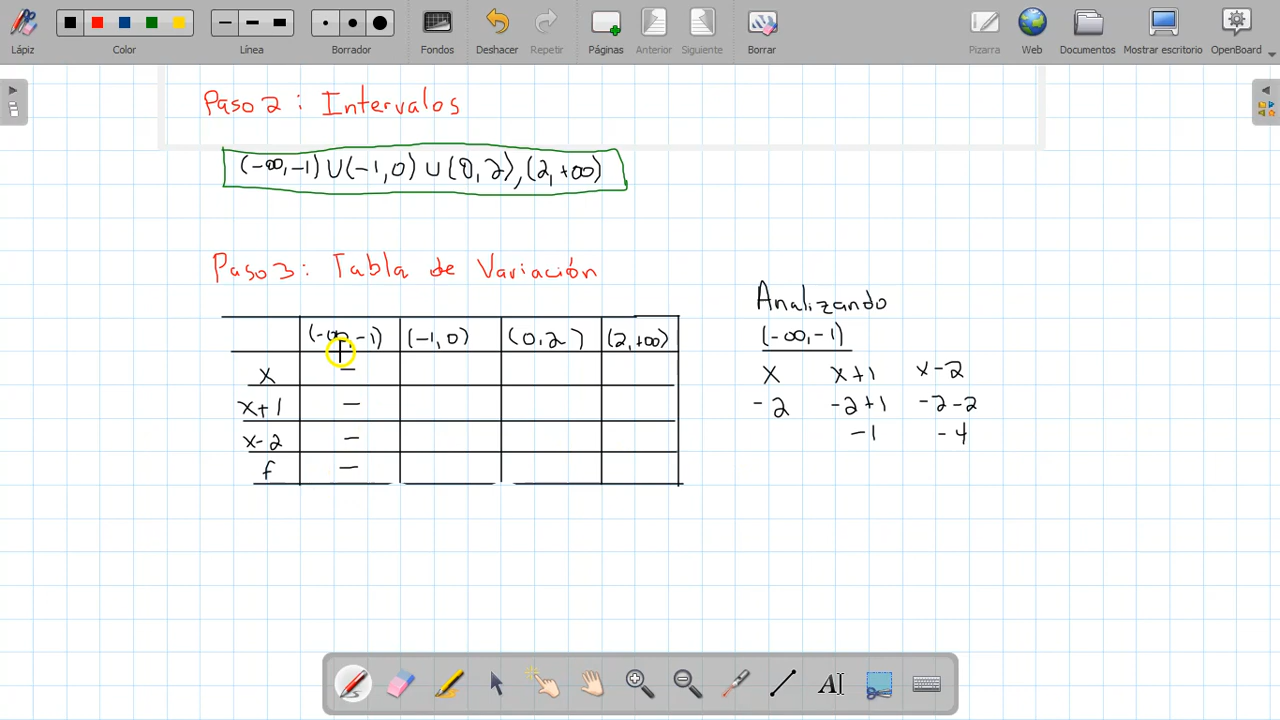 Lápiz Color Línea Borrador Fondos Deshacer Repetir Páginas Anterior Siguiente Borrar Pizarra Web Documentos Mostrar escritorio OpenBoard
Paso 2 : Intervalos
(-∞,-1) U (-1,0) U (0,2), (2,+∞)
Paso 3: Tabla de Variación
(-∞,-1) (-1,0) (0,2) (2,+∞)
x -
x+1 -
x-2 -
f -
Analizando
(-∞,-1)
x x+1 x-2
-2 -2+1 -2-2
-1 -4